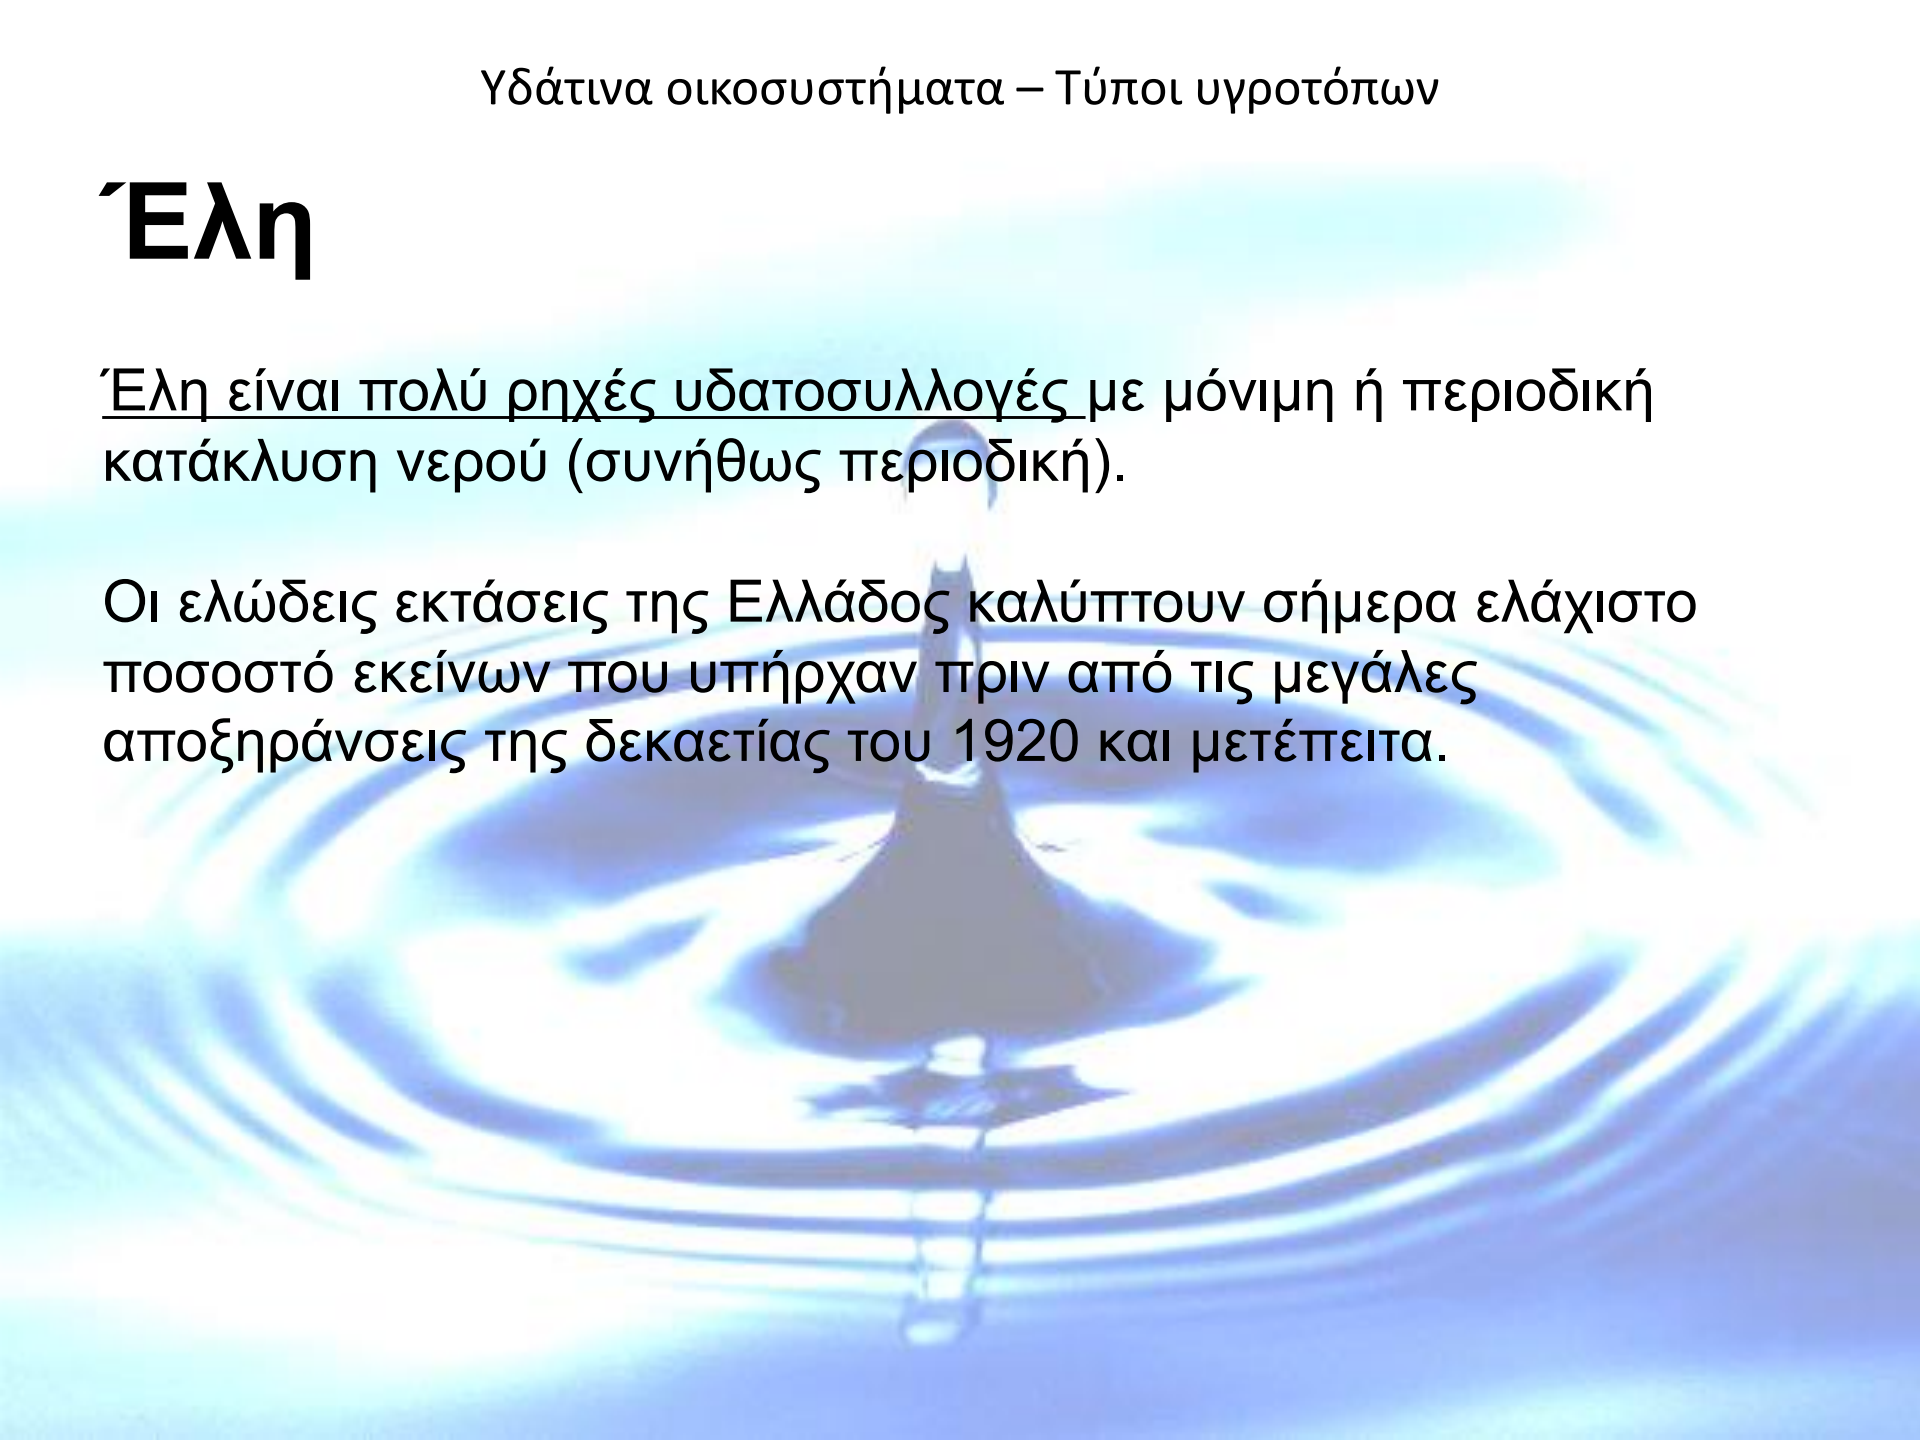 Υδάτινα οικοσυστήματα – Τύποι υγροτόπων
Έλη
Έλη είναι πολύ ρηχές υδατοσυλλογές με μόνιμη ή περιοδική
κατάκλυση νερού (συνήθως περιοδική).
Οι ελώδεις εκτάσεις της Ελλάδος καλύπτουν σήμερα ελάχιστο
ποσοστό εκείνων που υπήρχαν πριν από τις μεγάλες
αποξηράνσεις της δεκαετίας του 1920 και μετέπειτα.